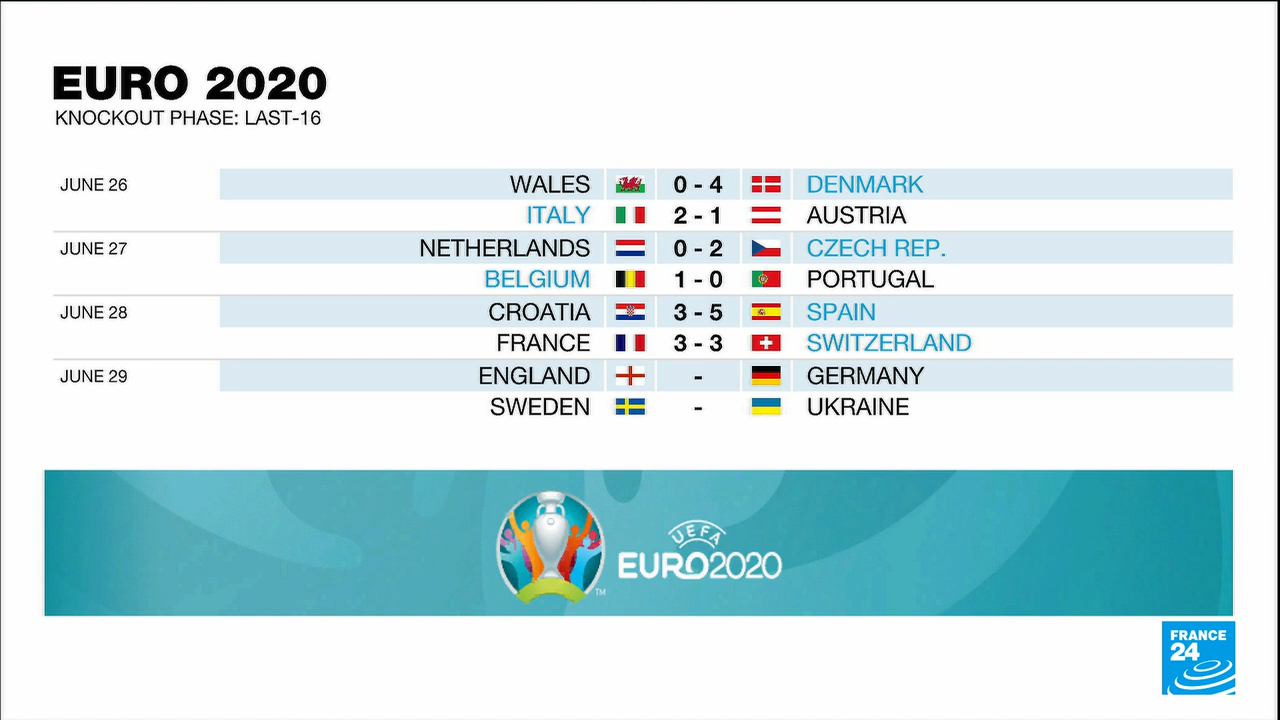 EURO 2020
KNOCKOUT PHASE: LAST-16
JUNE 26 WALES 0 - 4 DENMARK
ITALY 2 - 1 AUSTRIA
JUNE 27 NETHERLANDS 0 - 2 CZECH REP.
BELGIUM 1 - 0 PORTUGAL
JUNE 28 CROATIA 3 - 5 SPAIN
FRANCE 3 - 3 SWITZERLAND
JUNE 29 ENGLAND - GERMANY
SWEDEN - UKRAINE
UEFA
EURO2020
TM
FRANCE
24